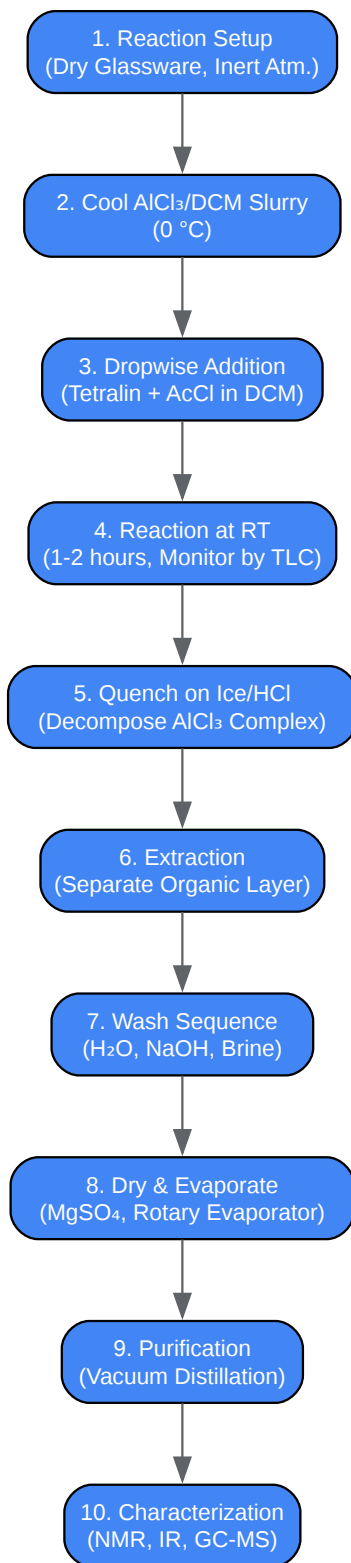 1. Reaction Setup
(Dry Glassware, Inert Atm.)
2. Cool AlCl₃/DCM Slurry
(0 °C)
3. Dropwise Addition
(Tetralin + AcCl in DCM)
4. Reaction at RT
(1-2 hours, Monitor by TLC)
5. Quench on Ice/HCl
(Decompose AlCl₃ Complex)
6. Extraction
(Separate Organic Layer)
7. Wash Sequence
(H₂O, NaOH, Brine)
8. Dry & Evaporate
(MgSO₄, Rotary Evaporator)
9. Purification
(Vacuum Distillation)
10. Characterization
(NMR, IR, GC-MS)